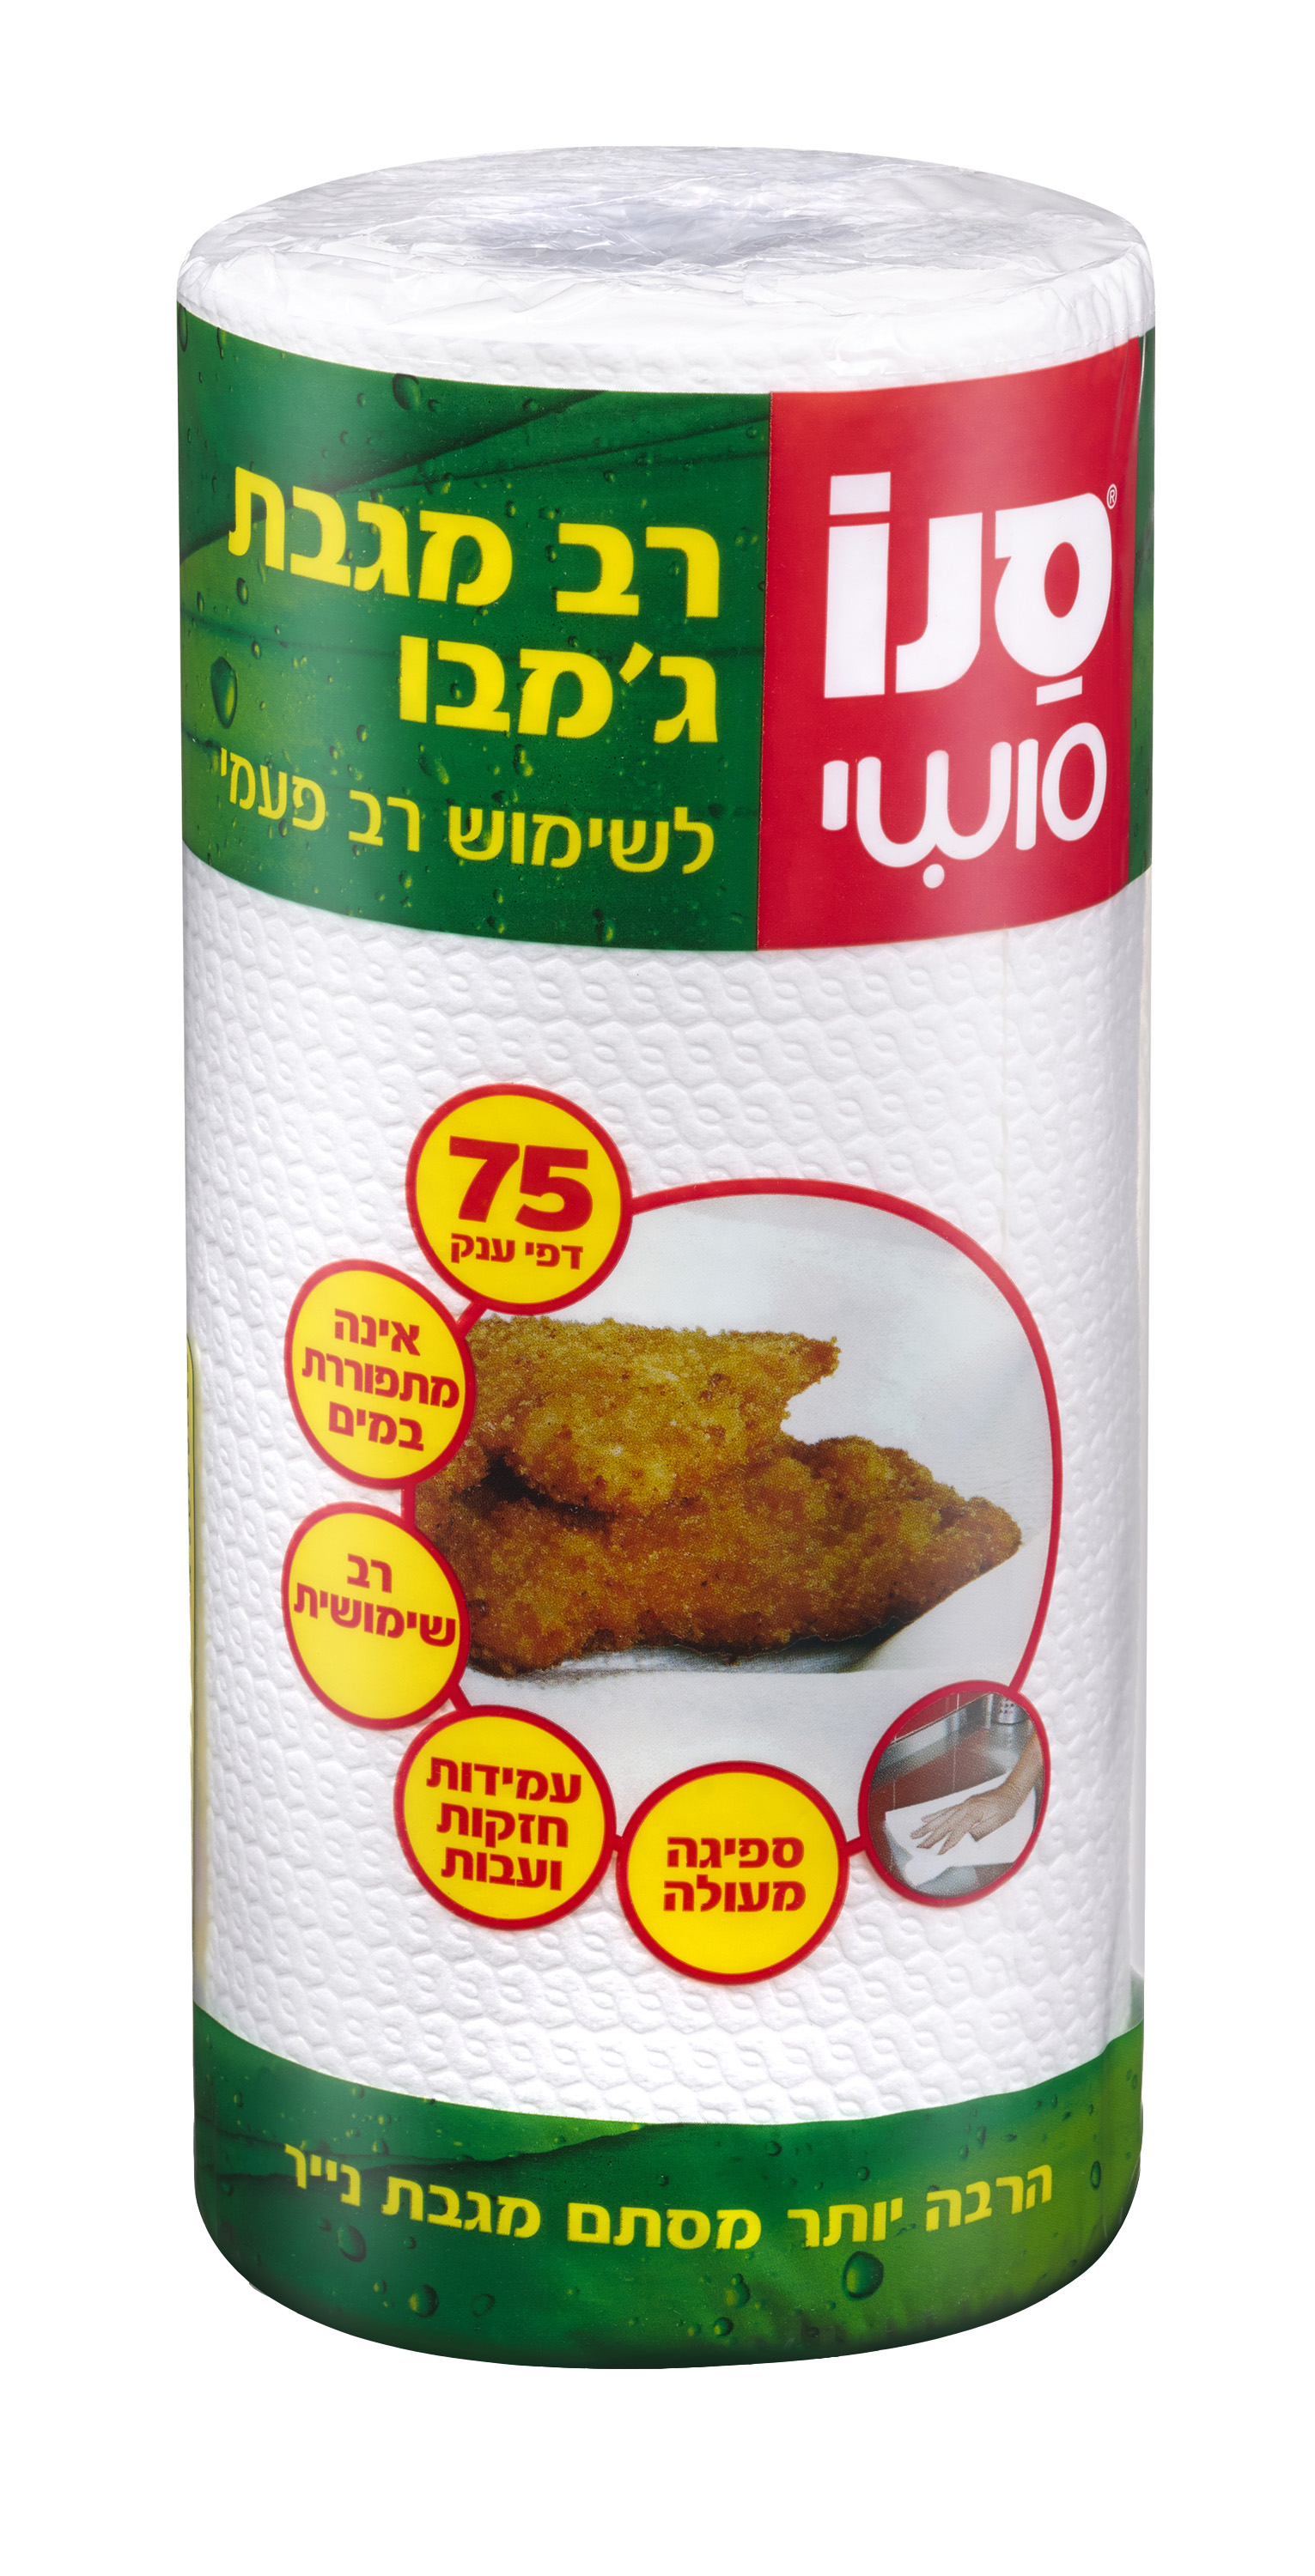 סַנוֹ®
סושי
רב מגבת
ג'מבו
לשימוש רב פעמי
75
דפי ענק
אינה
מתפוררת
במים
רב
שימושית
עמידות
חזקות
ועבות
ספיגה
מעולה
הרבה יותר מסתם מגבת נייר